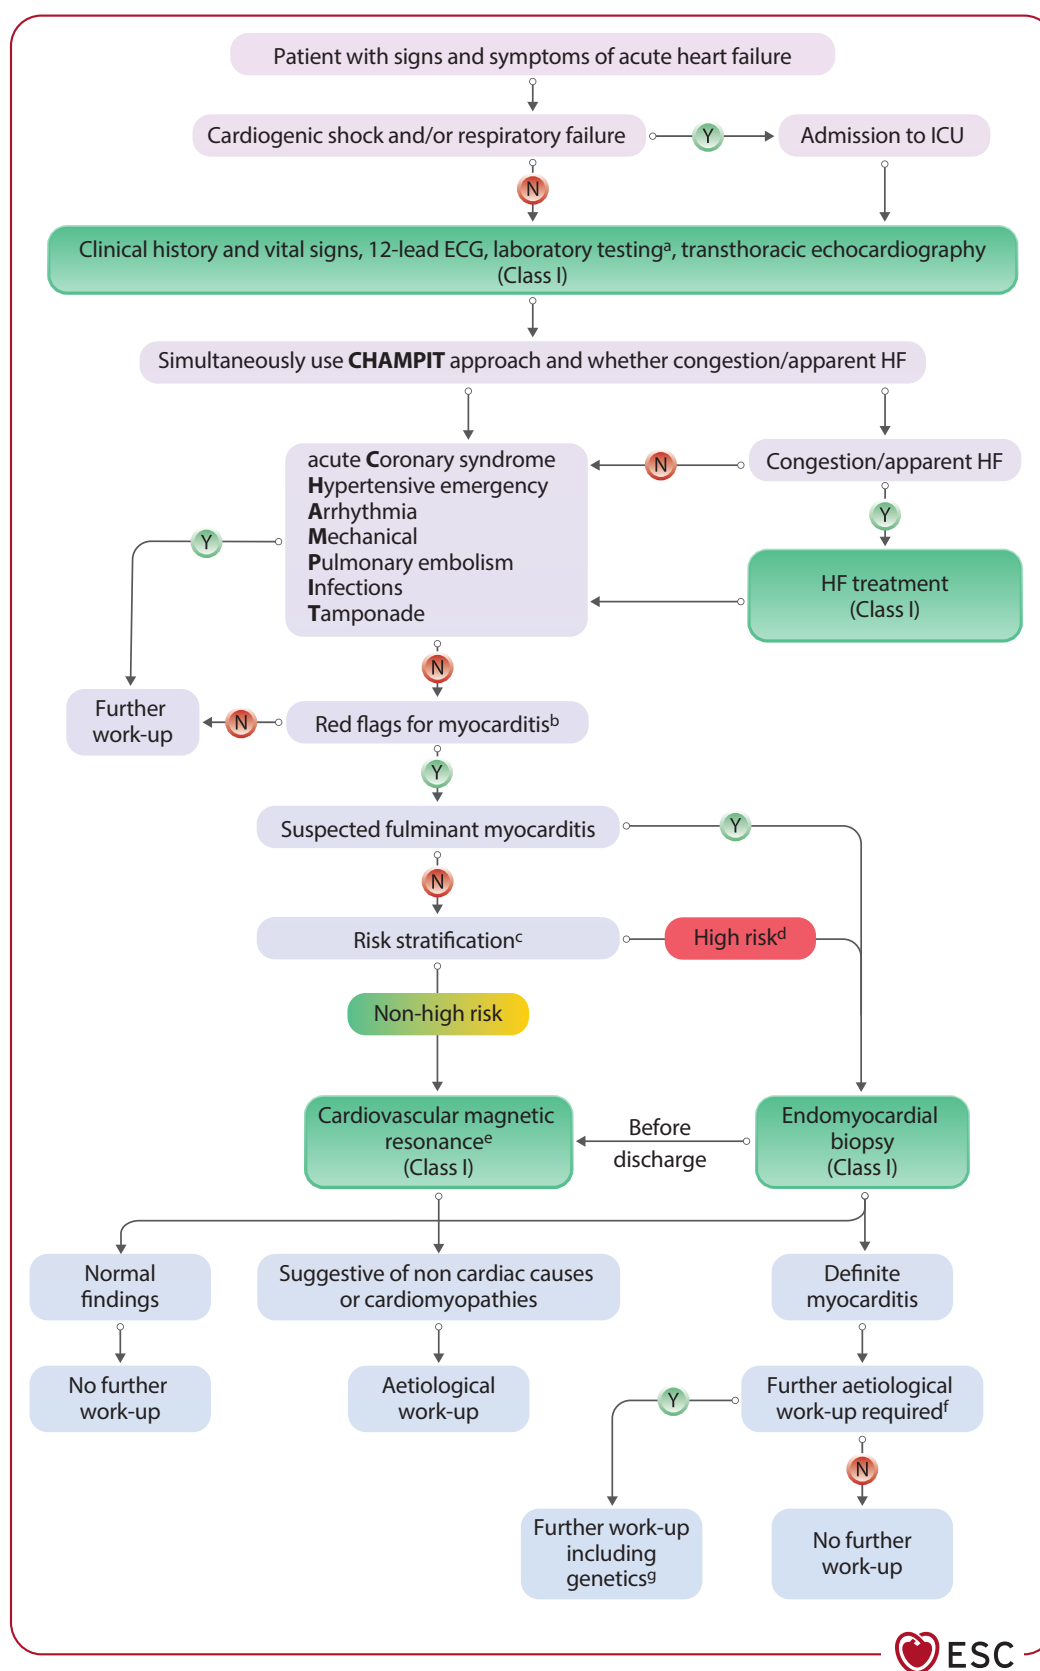 Patient with signs and symptoms of acute heart failure
Cardiogenic shock and/or respiratory failure
Y
Admission to ICU
N
Clinical history and vital signs, 12-lead ECG, laboratory testingᵃ, transthoracic echocardiography
(Class I)
Simultaneously use CHAMPIT approach and whether congestion/apparent HF
acute Coronary syndrome
Hypertensive emergency
Arrhythmia
Mechanical
Pulmonary embolism
Infections
Tamponade
N
Congestion/apparent HF
Y
Y
HF treatment
(Class I)
N
Further
work-up
N
Red flags for myocarditisᵇ
Y
Suspected fulminant myocarditis
Y
N
Risk stratificationᶜ
High riskᵈ
Non-high risk
Cardiovascular magnetic
resonanceᵉ
(Class I)
Before
discharge
Endomyocardial
biopsy
(Class I)
Normal
findings
Suggestive of non cardiac causes
or cardiomyopathies
Definite
myocarditis
No further
work-up
Aetiological
work-up
Y
Further aetiological
work-up requiredᶠ
N
Further work-up
including
geneticsᵍ
No further
work-up
ESC